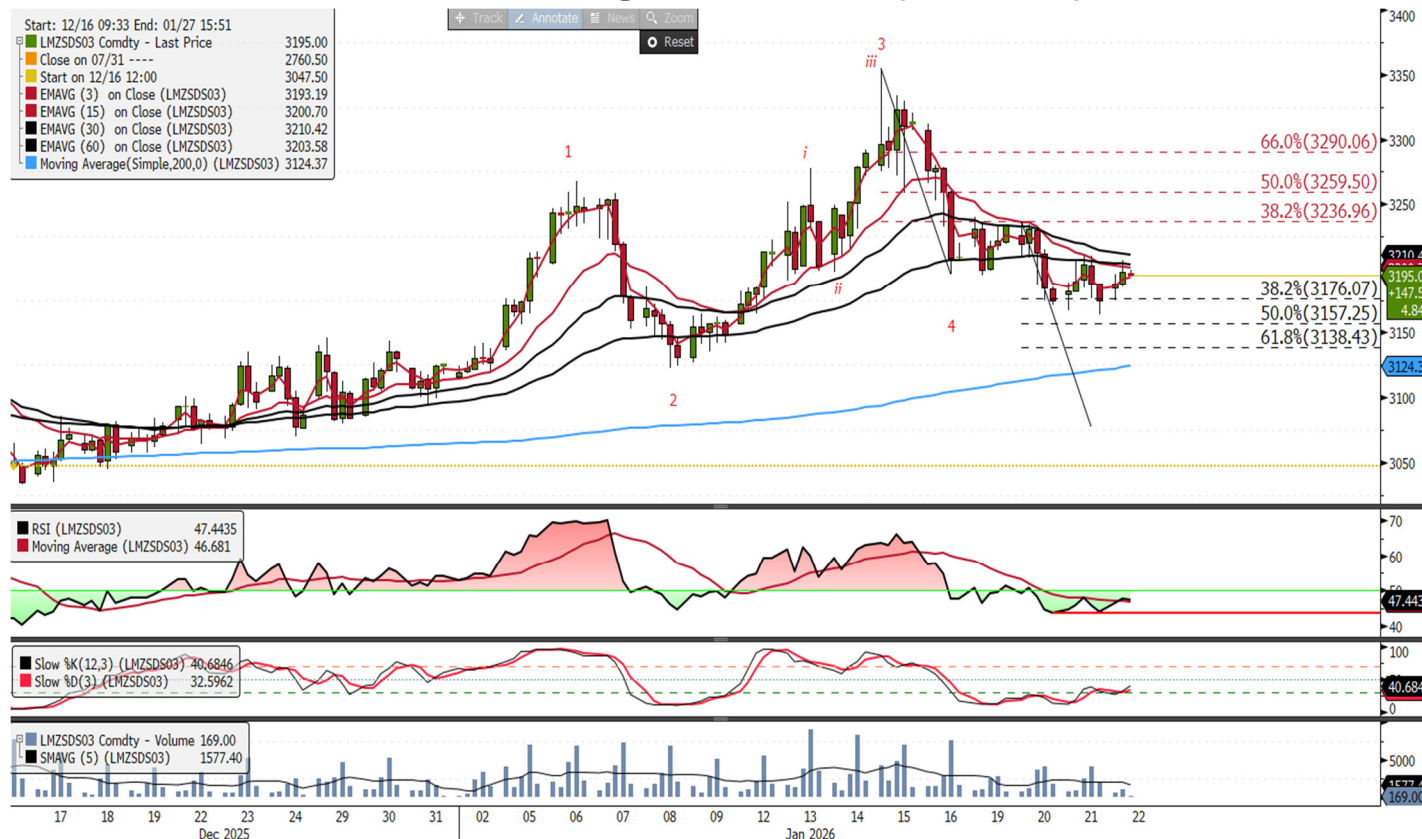 Start: 12/16 09:33 End: 01/27 15:51
LMZSDS03 Comdty - Last Price 3195.00
Close on 07/31 ---- 2760.50
Start on 12/16 12:00 3047.50
EMAVG (3) on Close (LMZSDS03) 3193.19
EMAVG (15) on Close (LMZSDS03) 3200.70
EMAVG (30) on Close (LMZSDS03) 3210.42
EMAVG (60) on Close (LMZSDS03) 3203.58
Moving Average(Simple,200,0) (LMZSDS03) 3124.37
Track Annotate News Zoom
Reset
3
iii
1
i
ii
2
4
66.0%(3290.06)
50.0%(3259.50)
38.2%(3236.96)
38.2%(3176.07)
50.0%(3157.25)
61.8%(3138.43)
3400
3350
3300
3250
3210.4
3195.0
+147.5
4.84
3150
3124.3
3100
3050
RSI (LMZSDS03) 47.4435
Moving Average (LMZSDS03) 46.681
70
60
50
47.443
40
Slow %K(12,3) (LMZSDS03) 40.6846
Slow %D(3) (LMZSDS03) 32.5962
100
40.684
0
LMZSDS03 Comdty - Volume 169.00
SMAVG (5) (LMZSDS03) 1577.40
5000
1577.4
169.00
17 18 19 22 23 24 29 30 31 02 05 06 07 08 09 12 13 14 15 16 19 20 21 22
Dec 2025 Jan 2026